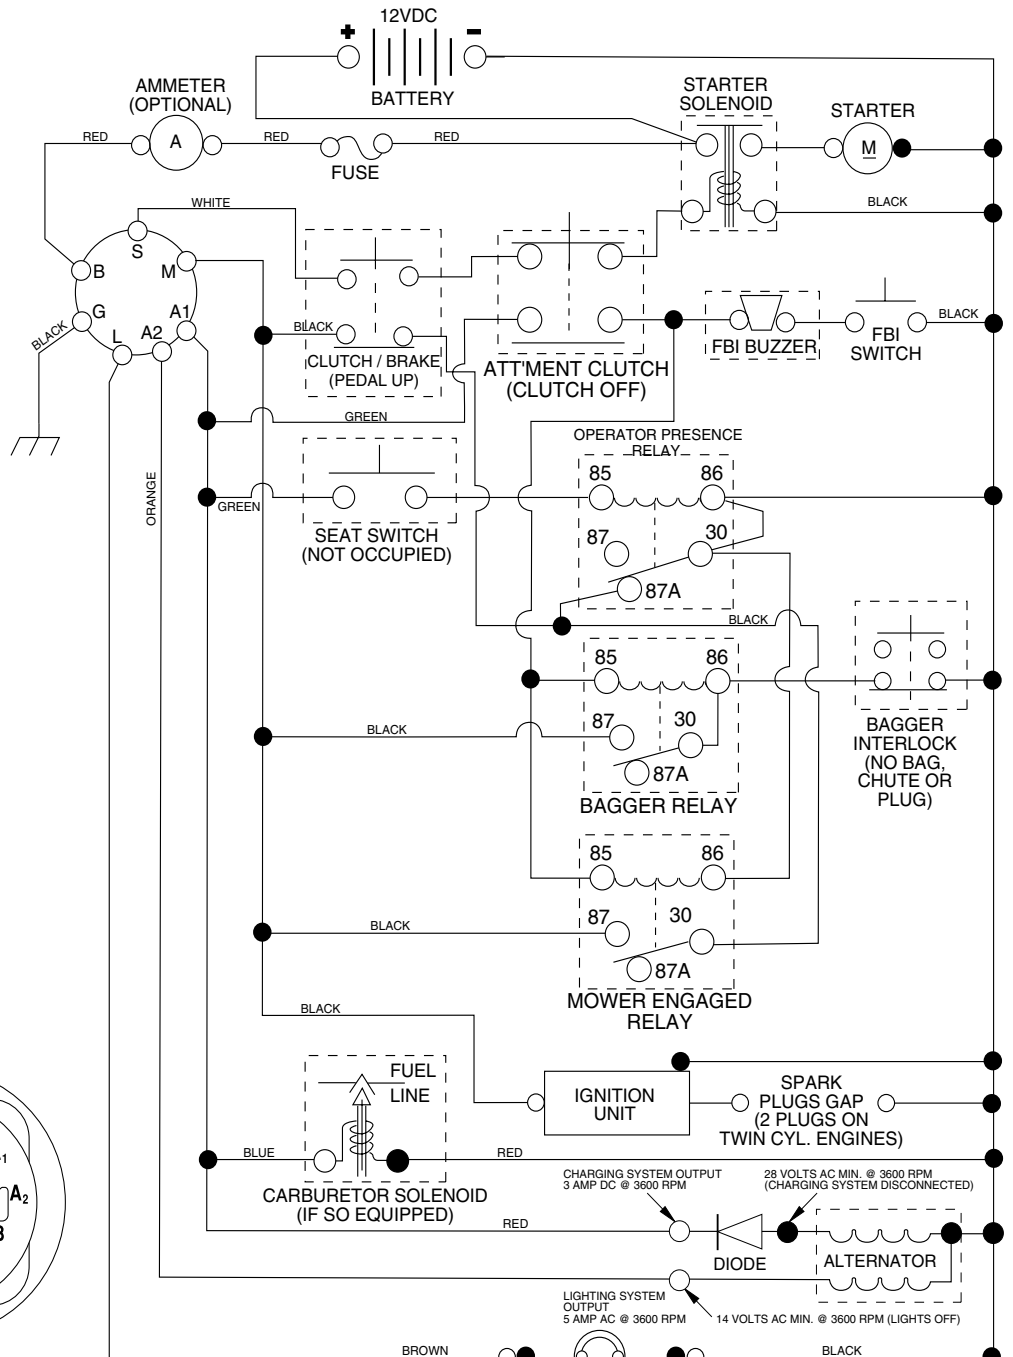 12VDC
+
-
BATTERY
AMMETER
(OPTIONAL)
STARTER
SOLENOID
STARTER
RED
A
RED
RED
FUSE
M
WHITE
BLACK
S
B
M
G
A1
A2
L
BLACK
BLACK
CLUTCH / BRAKE
(PEDAL UP)
ATT'MENT CLUTCH
(CLUTCH OFF)
FBI BUZZER
FBI
SWITCH
BLACK
GREEN
OPERATOR PRESENCE
RELAY
85
86
ORANGE
GREEN
SEAT SWITCH
(NOT OCCUPIED)
87
30
87A
BLACK
85
86
87
30
87A
BLACK
BAGGER RELAY
BAGGER
INTERLOCK
(NO BAG,
CHUTE OR
PLUG)
85
86
87
30
87A
BLACK
MOWER ENGAGED
RELAY
BLACK
FUEL
LINE
IGNITION
UNIT
SPARK
PLUGS GAP
(2 PLUGS ON
TWIN CYL. ENGINES)
BLUE
RED
CARBURETOR SOLENOID
(IF SO EQUIPPED)
CHARGING SYSTEM OUTPUT
3 AMP DC @ 3600 RPM
28 VOLTS AC MIN. @ 3600 RPM
(CHARGING SYSTEM DISCONNECTED)
A2
RED
DIODE
ALTERNATOR
LIGHTING SYSTEM
OUTPUT
5 AMP AC @ 3600 RPM
14 VOLTS AC MIN. @ 3600 RPM (LIGHTS OFF)
BROWN
BLACK